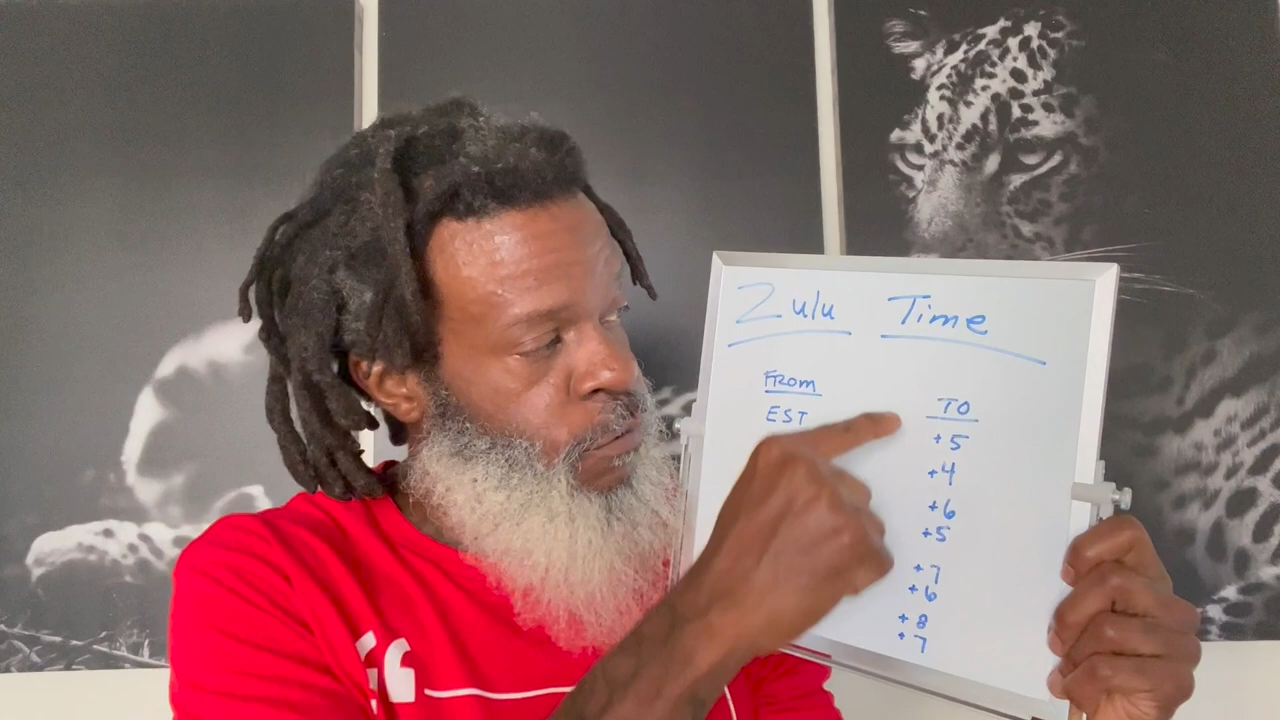 Zulu Time
FROM
TO
EST
+5
+4
+6
+5
+7
+6
+8
+7
“